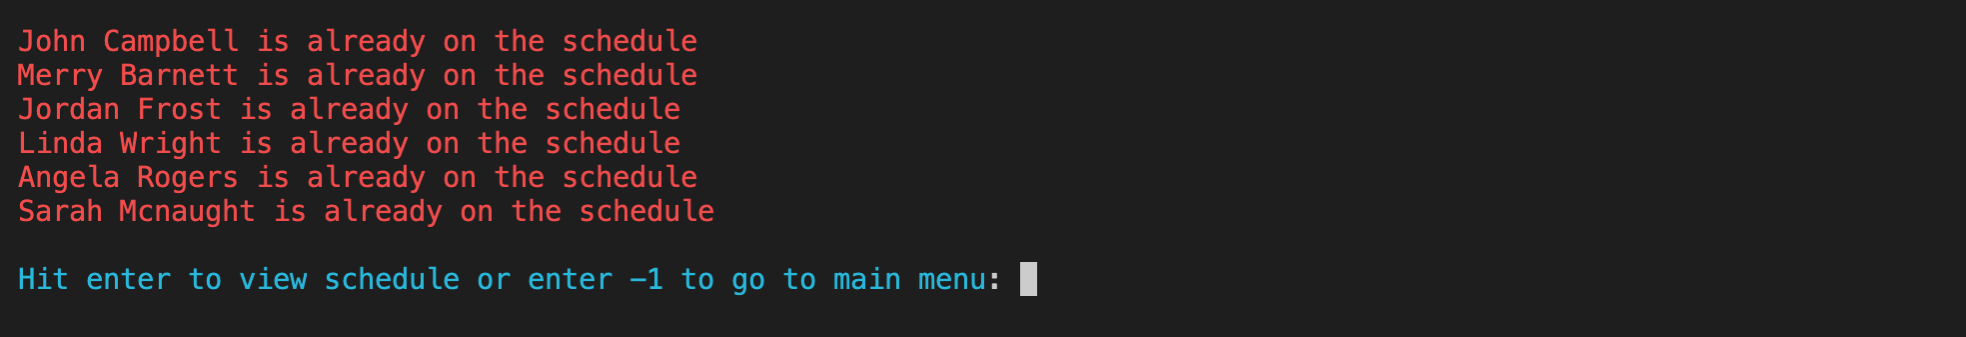 John Campbell is already on the schedule
Merry Barnett is already on the schedule
Jordan Frost is already on the schedule
Linda Wright is already on the schedule
Angela Rogers is already on the schedule
Sarah Mcnaught is already on the schedule
Hit enter to view schedule or enter -1 to go to main menu: